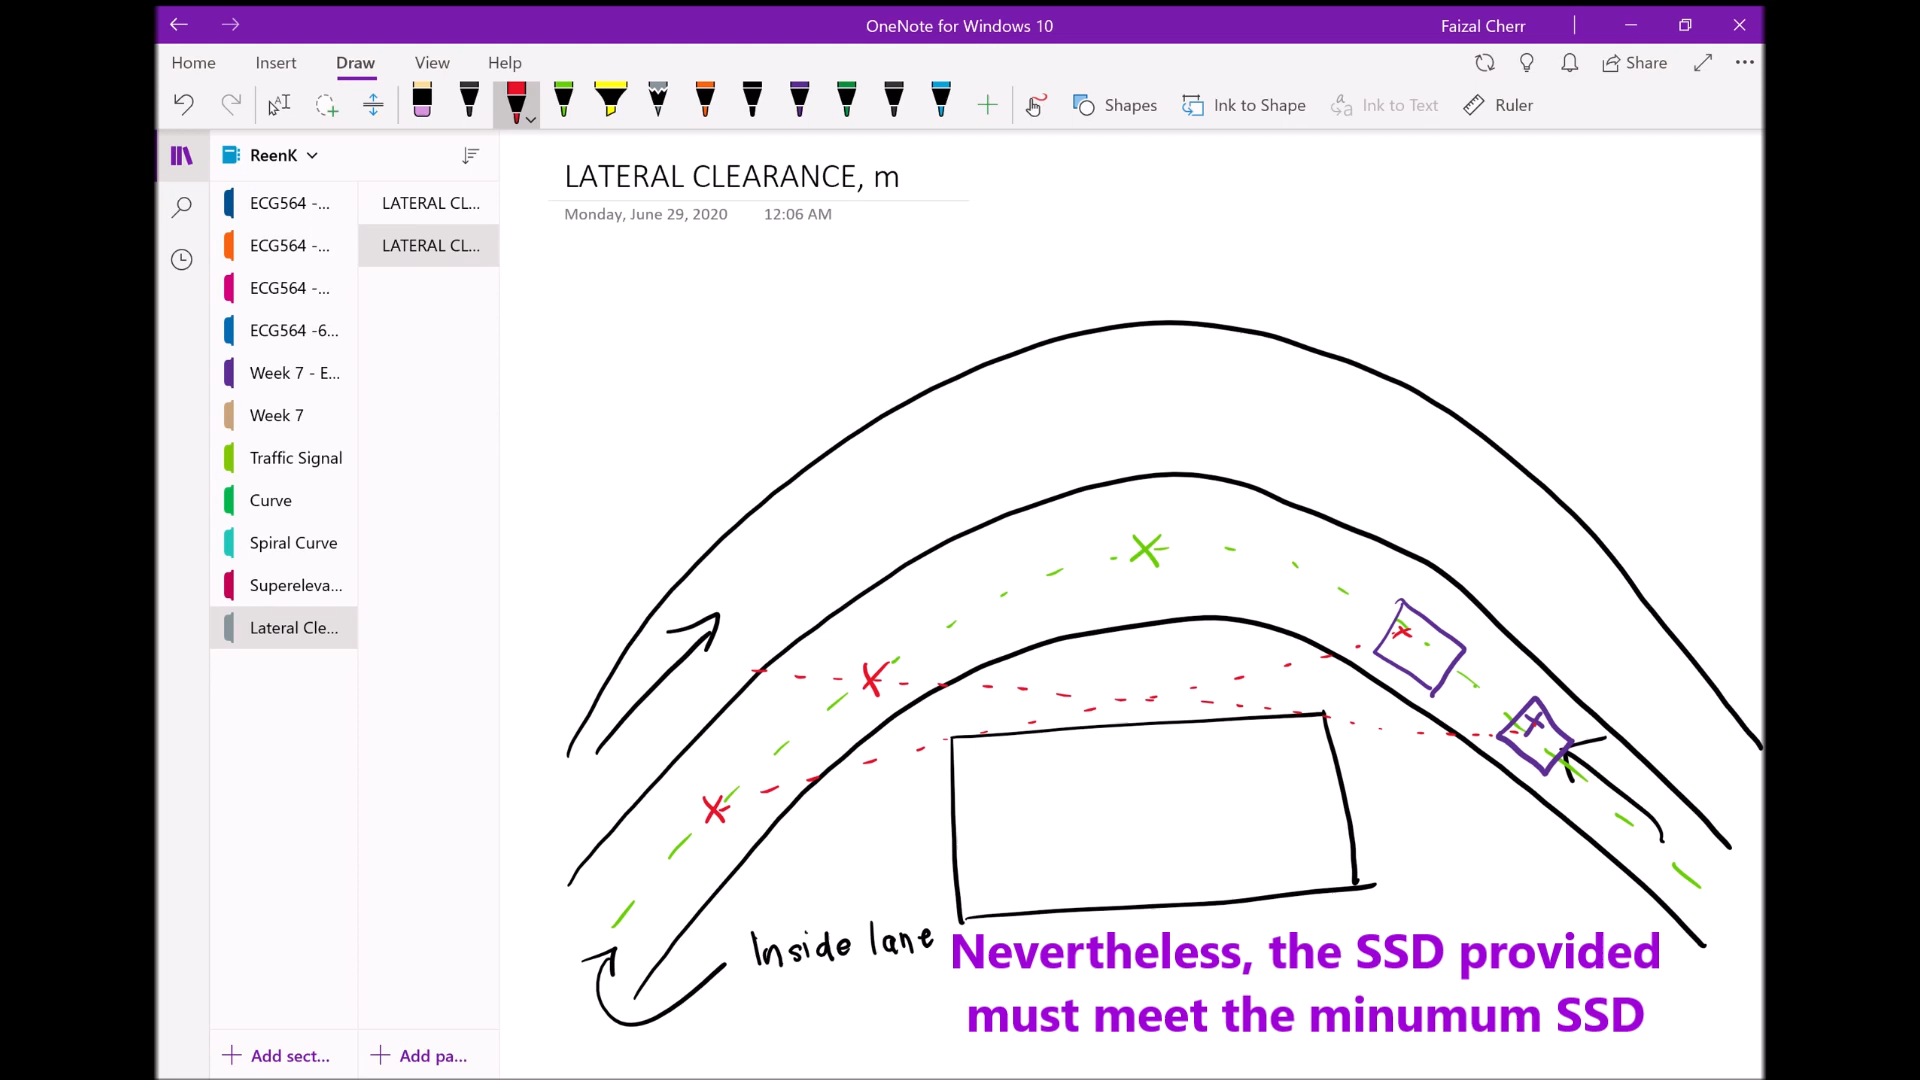 OneNote for Windows 10
Faizal Cherr
Home Insert Draw View Help
Share
Shapes Ink to Shape Ink to Text Ruler
ReenK
ECG564 -...
ECG564 -...
ECG564 -...
ECG564 -6...
Week 7 - E...
Week 7
Traffic Signal
Curve
Spiral Curve
Supereleva...
Lateral Cle...
Add sect...
LATERAL CL...
LATERAL CL...
Add pa...
LATERAL CLEARANCE, m
Monday, June 29, 2020 12:06 AM
Inside lane
Nevertheless, the SSD provided
must meet the minumum SSD